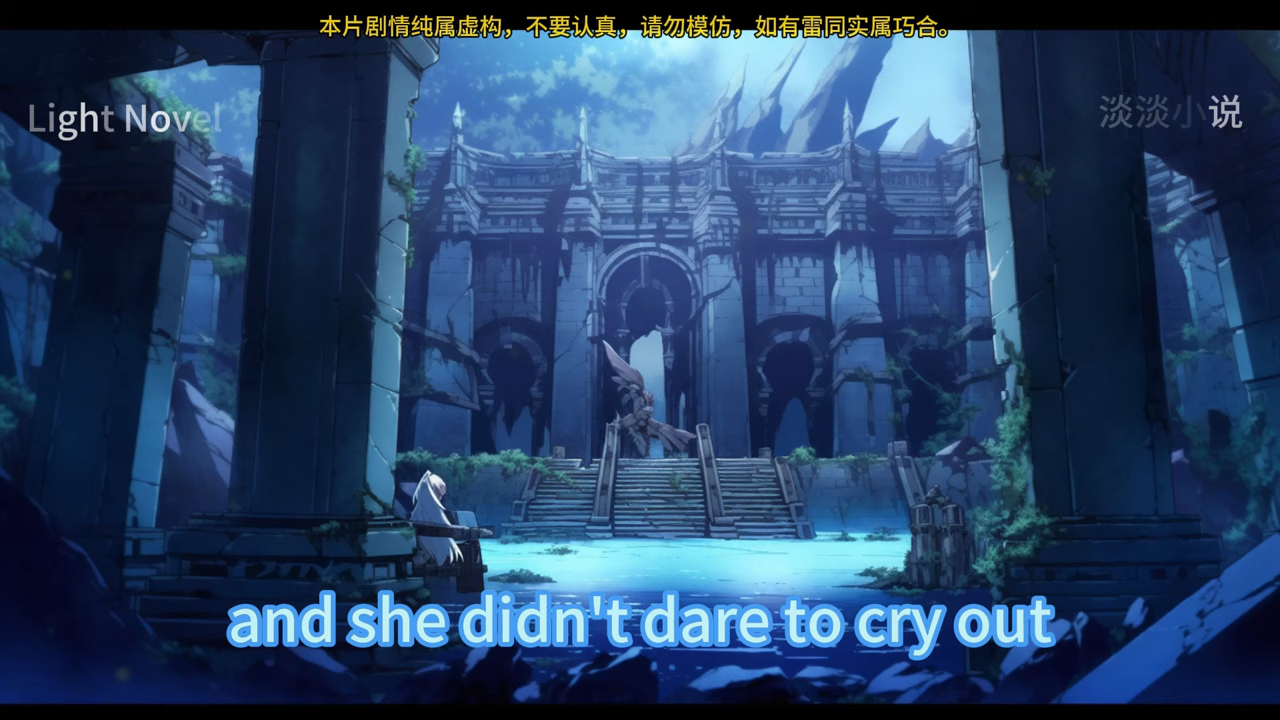 本片剧情纯属虚构，不要认真，请勿模仿，如有雷同实属巧合。
Light Novel
淡淡小说
and she didn't dare to cry out